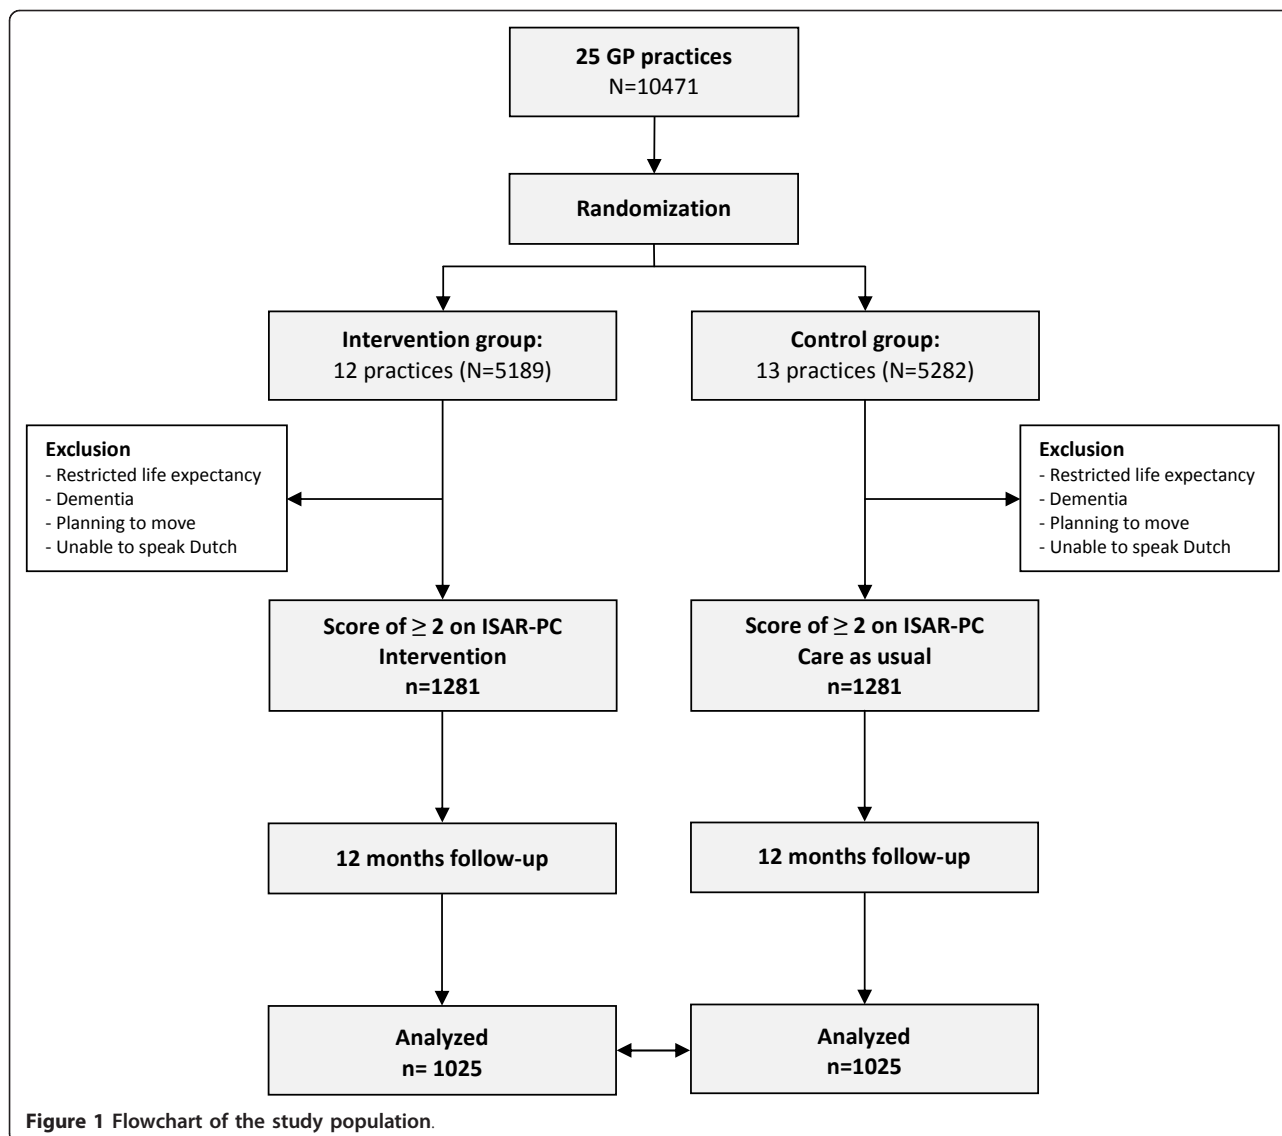 25 GP practices
N=10471
Randomization
Intervention group:
12 practices (N=5189)
Control group:
13 practices (N=5282)
Exclusion
- Restricted life expectancy
- Dementia
- Planning to move
- Unable to speak Dutch
Exclusion
- Restricted life expectancy
- Dementia
- Planning to move
- Unable to speak Dutch
Score of ≥ 2 on ISAR-PC
Intervention
n=1281
Score of ≥ 2 on ISAR-PC
Care as usual
n=1281
12 months follow-up
12 months follow-up
Analyzed
n= 1025
Analyzed
n=1025
Figure 1 Flowchart of the study population.